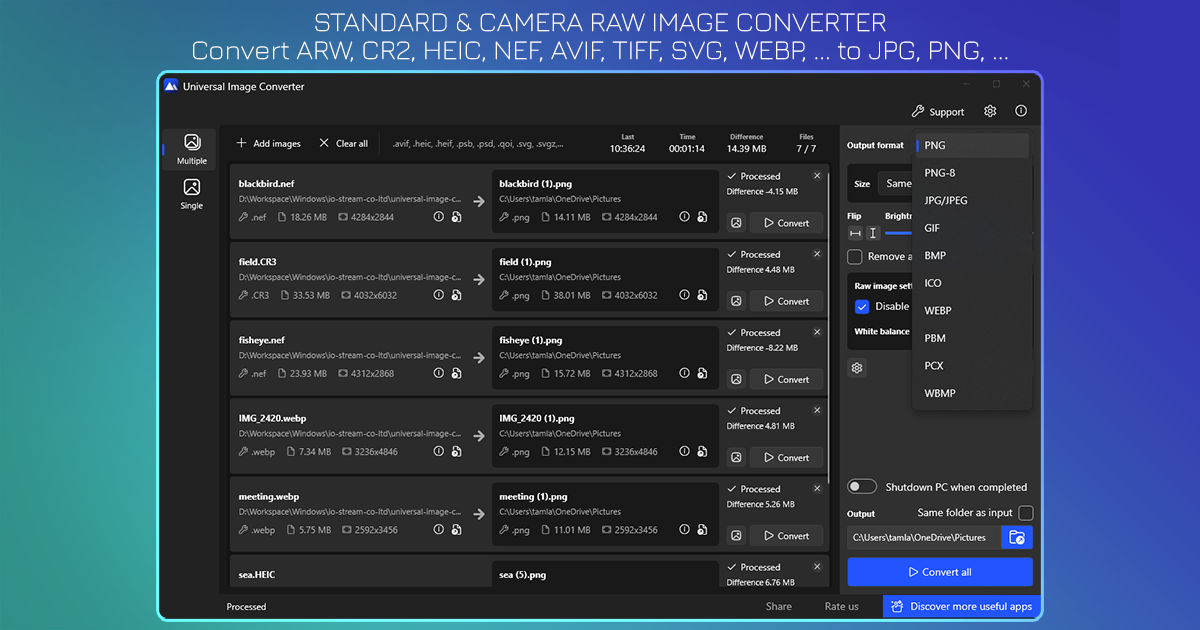 STANDARD & CAMERA RAW IMAGE CONVERTER
Convert ARW, CR2, HEIC, NEF, AVIF, TIFF, SVG, WEBP, ... to JPG, PNG, ...
Universal Image Converter
Support
Multiple
Single
Add images
Clear all
.avif, .heic, .heif, .psb, .psd, .qoi, .svg, .svgz,...
Last
10:36:24
Time
00:01:14
Difference
14.39 MB
Files
7 / 7
blackbird.nef
D:\Workspace\Windows\io-stream-co-ltd\universal-image-c...
.nef 18.26 MB 4284x2844
blackbird (1).png
C:\Users\tamla\OneDrive\Pictures
.png 14.11 MB 4284x2844
Processed
Difference -4.15 MB
Convert
field.CR3
D:\Workspace\Windows\io-stream-co-ltd\universal-image-c...
.CR3 33.53 MB 4032x6032
field (1).png
C:\Users\tamla\OneDrive\Pictures
.png 38.01 MB 4032x6032
Processed
Difference 4.48 MB
Convert
fisheye.nef
D:\Workspace\Windows\io-stream-co-ltd\universal-image-c...
.nef 23.93 MB 4312x2868
fisheye (1).png
C:\Users\tamla\OneDrive\Pictures
.png 15.72 MB 4312x2868
Processed
Difference -8.22 MB
Convert
IMG_2420.webp
D:\Workspace\Windows\io-stream-co-ltd\universal-image-c...
.webp 7.34 MB 3236x4846
IMG_2420 (1).png
C:\Users\tamla\OneDrive\Pictures
.png 12.15 MB 3236x4846
Processed
Difference 4.81 MB
Convert
meeting.webp
D:\Workspace\Windows\io-stream-co-ltd\universal-image-c...
.webp 5.75 MB 2592x3456
meeting (1).png
C:\Users\tamla\OneDrive\Pictures
.png 11.01 MB 2592x3456
Processed
Difference 5.26 MB
Convert
sea.HEIC
sea (5).png
Processed
Difference 6.76 MB
Output format
PNG
PNG-8
JPG/JPEG
GIF
BMP
ICO
WEBP
PBM
PCX
WBMP
Size
Same
Flip
Brightn
Remove a
Raw image sett
Disable
White balance
Shutdown PC when completed
Output
Same folder as input
C:\Users\tamla\OneDrive\Pictures
Convert all
Processed
Share
Rate us
Discover more useful apps